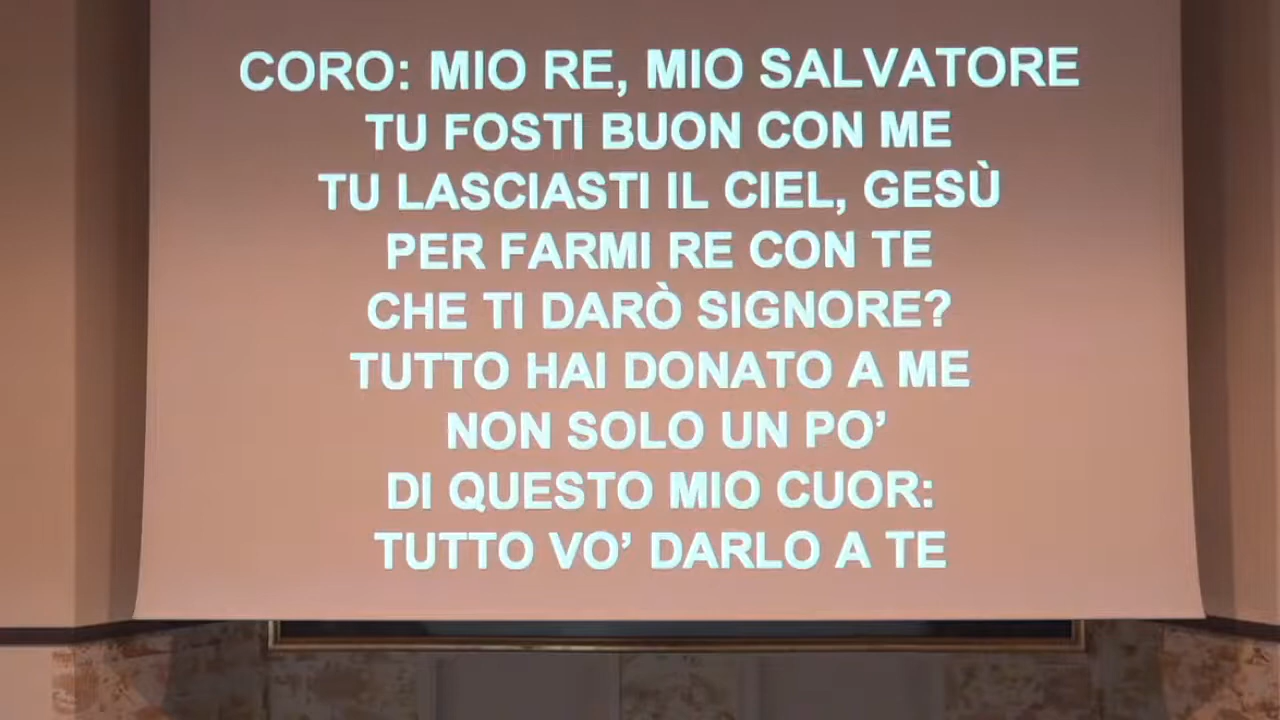 CORO: MIO RE, MIO SALVATORE
TU FOSTI BUON CON ME
TU LASCIASTI IL CIEL, GESÙ
PER FARMI RE CON TE
CHE TI DARÒ SIGNORE?
TUTTO HAI DONATO A ME
NON SOLO UN PO’
DI QUESTO MIO CUOR:
TUTTO VO’ DARLO A TE